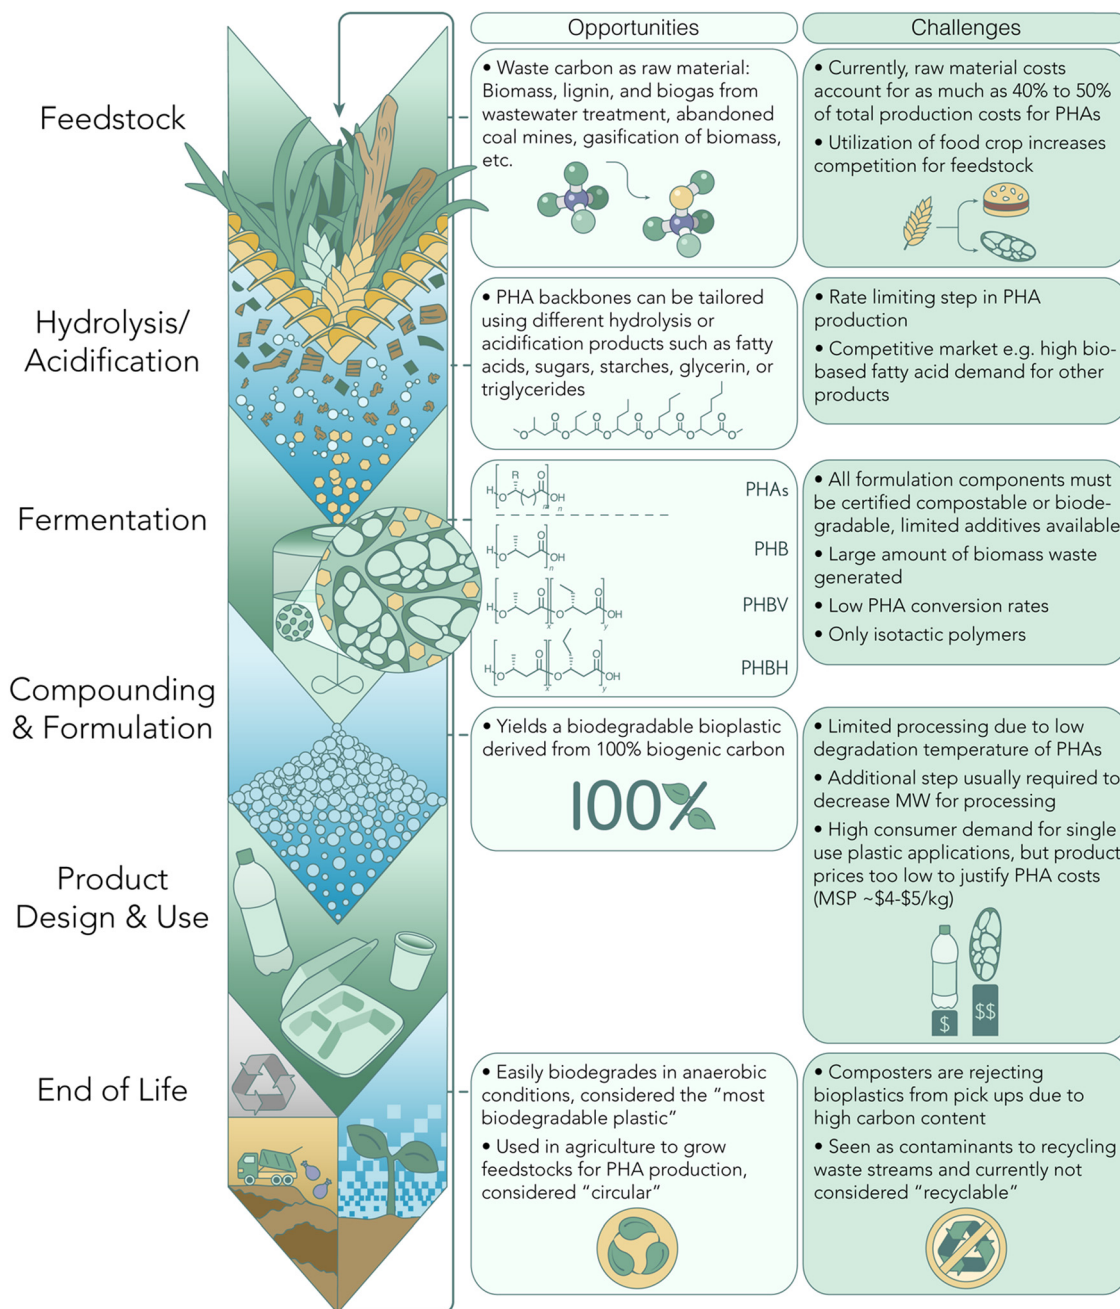 Opportunities
Challenges
Feedstock
• Waste carbon as raw material:
Biomass, lignin, and biogas from
wastewater treatment, abandoned
coal mines, gasification of biomass,
etc.
• Currently, raw material costs
account for as much as 40% to 50%
of total production costs for PHAs
• Utilization of food crop increases
competition for feedstock
Hydrolysis/
Acidification
• PHA backbones can be tailored
using different hydrolysis or
acidification products such as fatty
acids, sugars, starches, glycerin, or
triglycerides
• Rate limiting step in PHA
production
• Competitive market e.g. high bio-
based fatty acid demand for other
products
Fermentation
PHAs
PHB
PHBV
PHBH
• All formulation components must
be certified compostable or biode-
gradable, limited additives available
• Large amount of biomass waste
generated
• Low PHA conversion rates
• Only isotactic polymers
Compounding
& Formulation
• Yields a biodegradable bioplastic
derived from 100% biogenic carbon
100%
• Limited processing due to low
degradation temperature of PHAs
• Additional step usually required to
decrease MW for processing
• High consumer demand for single
use plastic applications, but product
prices too low to justify PHA costs
(MSP ~$4-$5/kg)
$
$$
Product
Design & Use
End of Life
• Easily biodegrades in anaerobic
conditions, considered the “most
biodegradable plastic”
• Used in agriculture to grow
feedstocks for PHA production,
considered “circular”
• Composters are rejecting
bioplastics from pick ups due to
high carbon content
• Seen as contaminants to recycling
waste streams and currently not
considered “recyclable”